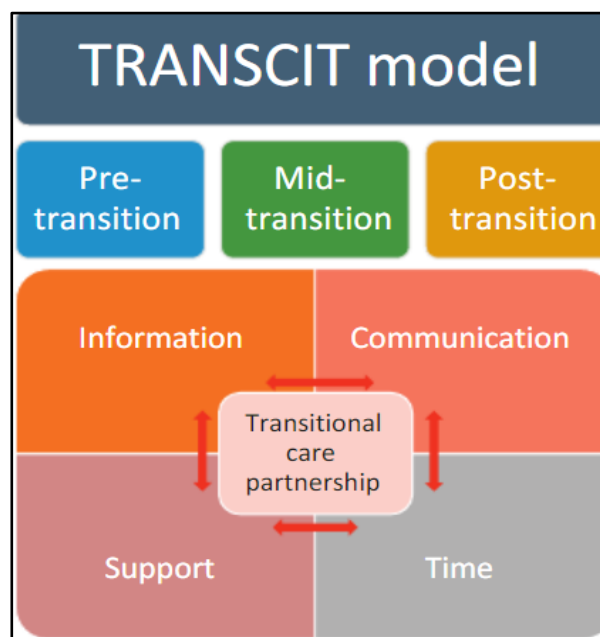 TRANSCIT model
Pre-
transition
Mid-
transition
Post-
transition
Information
Communication
Transitional
care
partnership
Support
Time